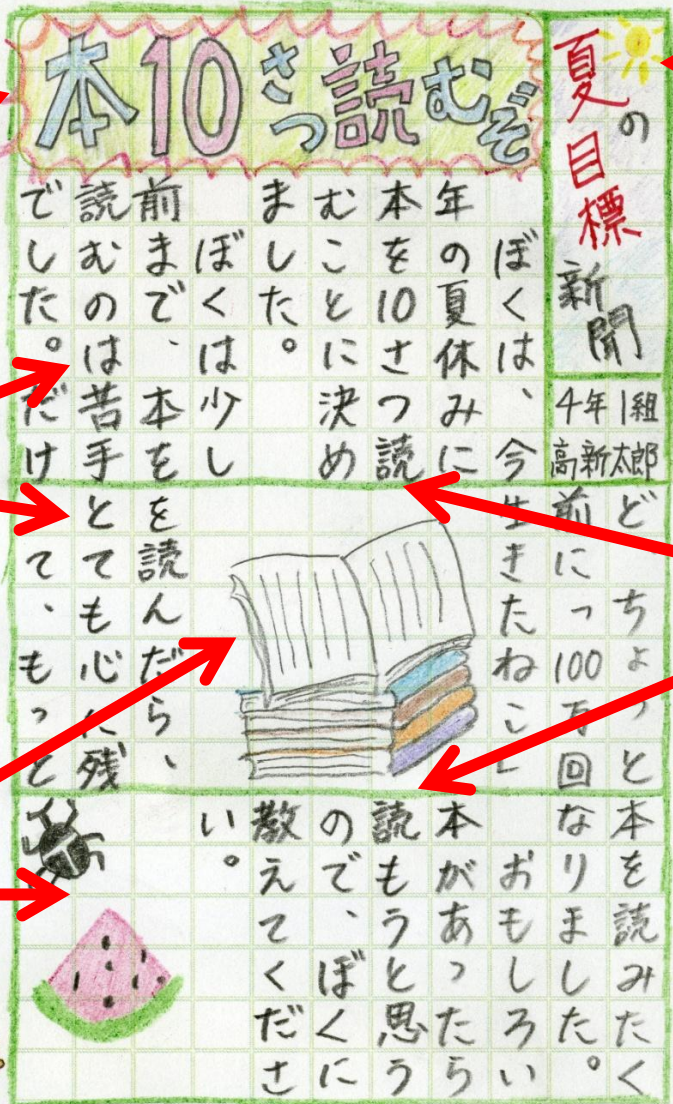 夏の目標新聞
4年1組
高新太郎
本10さつ読むぞ
ぼくは、今
年の夏休みに
本を10さつ読
むことに決め
ました。
ぼくは少し
前まで、本を
読むのは苦手
でした。だけ
ど ちょっと
前に「100万回
生きたねこ」
を読んだら、
とても心に残
て、もっと
本を読みたく
なりました。
おもしろい
本があったら
読もうと思う
ので、ぼくに
教えてくださ
い。